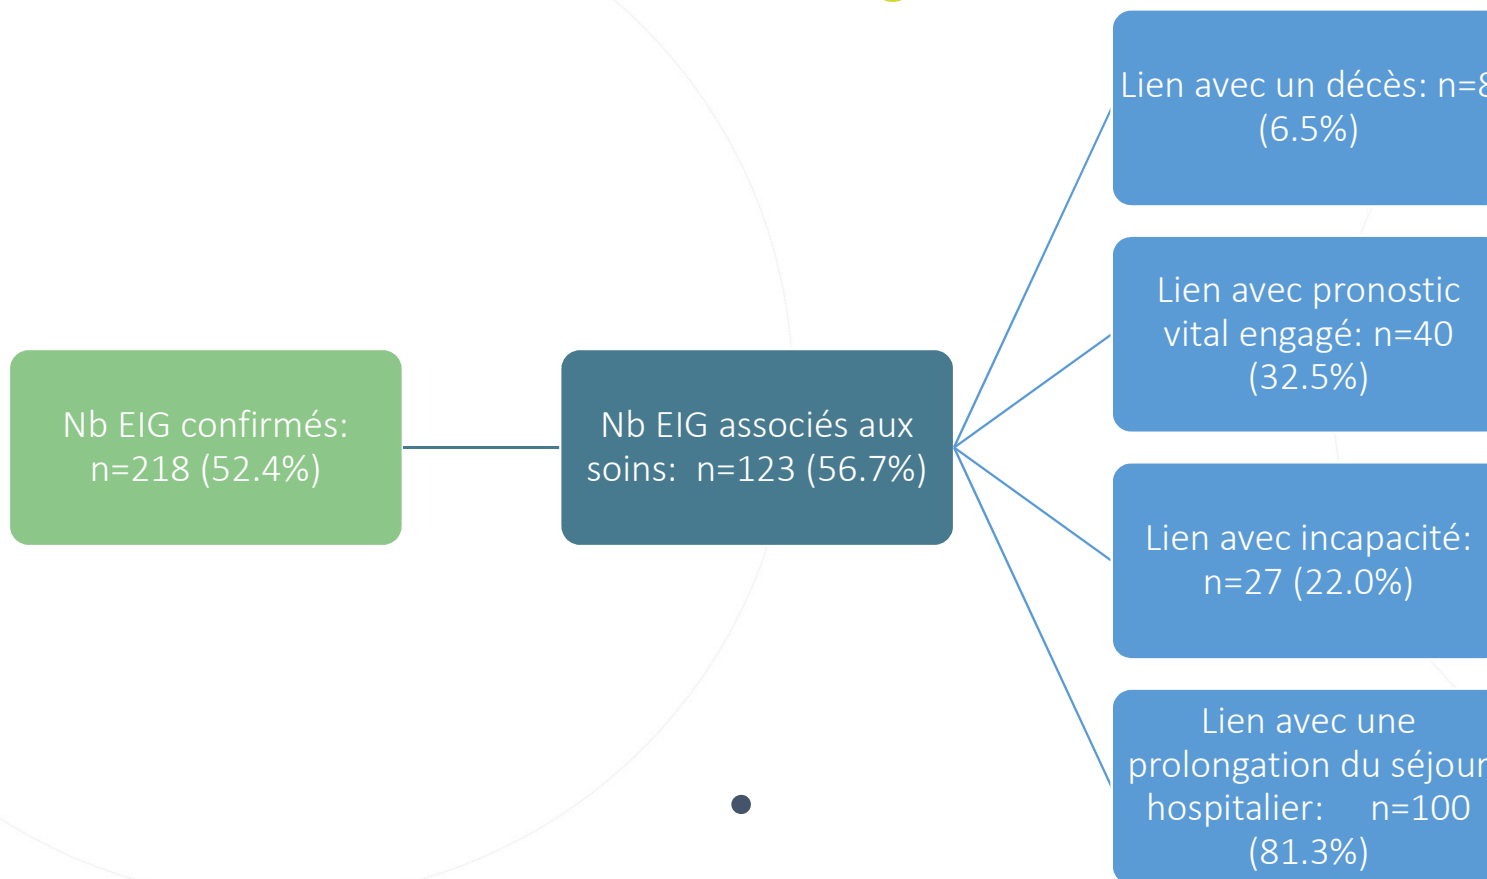 Lien avec un décès: n=8
(6.5%)
Lien avec pronostic
vital engagé: n=40
(32.5%)
Nb EIG confirmés:
n=218 (52.4%)
Nb EIG associés aux
soins: n=123 (56.7%)
Lien avec incapacité:
n=27 (22.0%)
Lien avec une
prolongation du séjour
hospitalier: n=100
(81.3%)